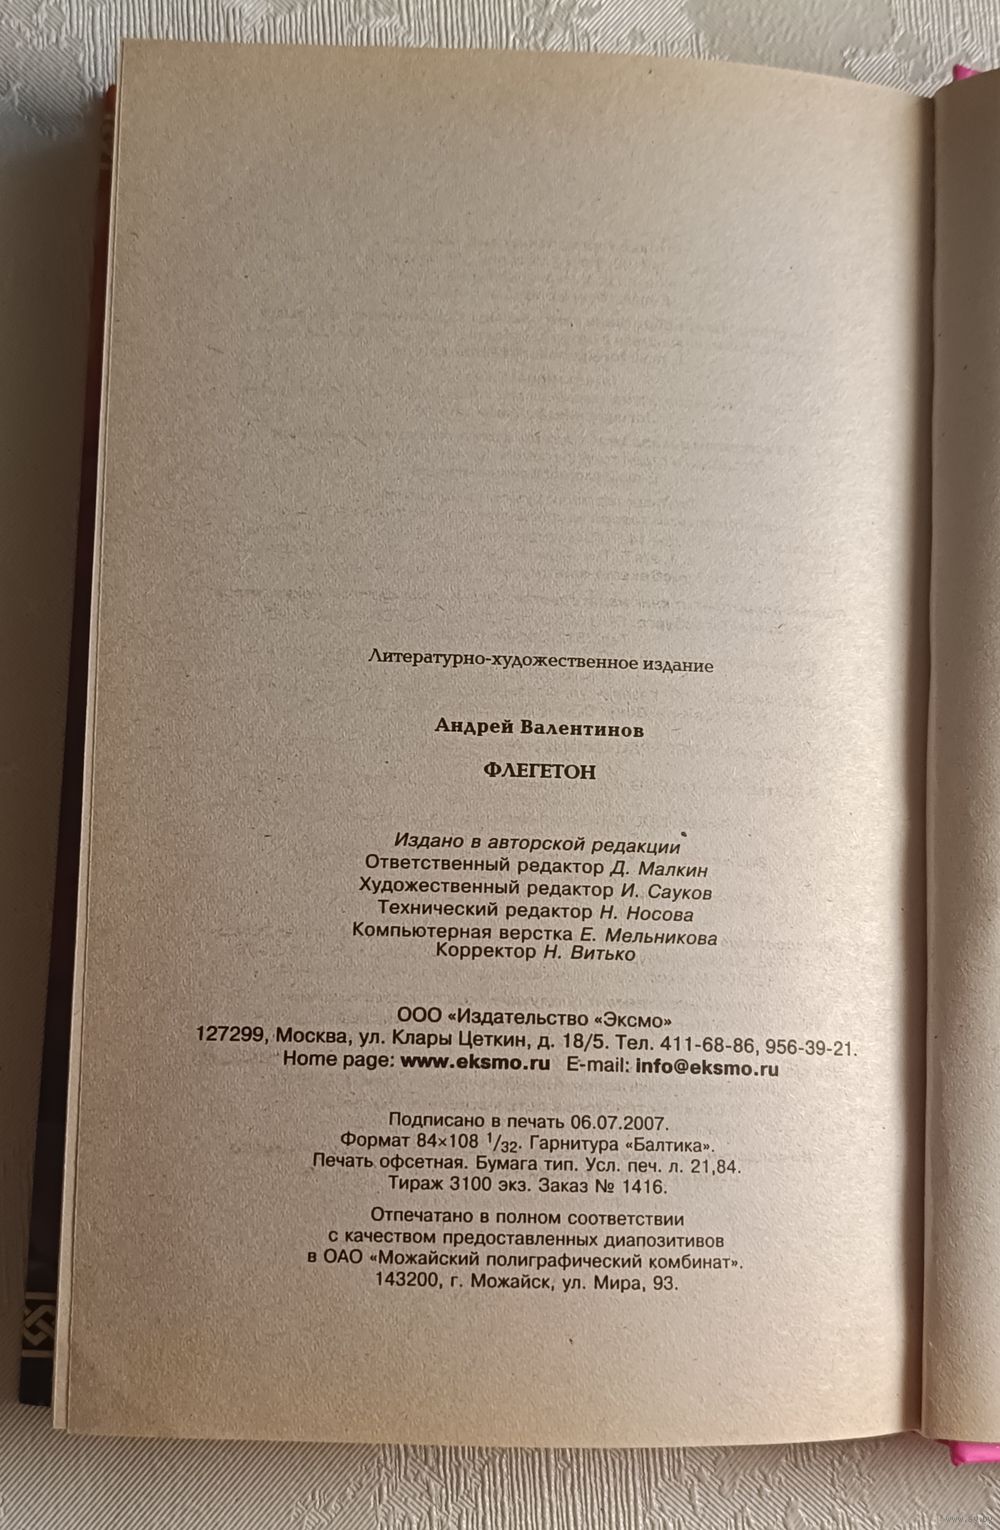 Литературно-художественное издание
Андрей Валентинов
ФЛЕГЕТОН
Издано в авторской редакции
Ответственный редактор Д. Малкин
Художественный редактор И. Сауков
Технический редактор Н. Носова
Компьютерная верстка Е. Мельникова
Корректор Н. Витько
ООО «Издательство «Эксмо»
127299, Москва, ул. Клары Цеткин, д. 18/5. Тел. 411-68-86, 956-39-21.
Home page: www.eksmo.ru E-mail: info@eksmo.ru
Подписано в печать 06.07.2007.
Формат 84×108 1/32. Гарнитура «Балтика».
Печать офсетная. Бумага тип. Усл. печ. л. 21,84.
Тираж 3100 экз. Заказ № 1416.
Отпечатано в полном соответствии
с качеством предоставленных диапозитивов
в ОАО «Можайский полиграфический комбинат».
143200, г. Можайск, ул. Мира, 93.